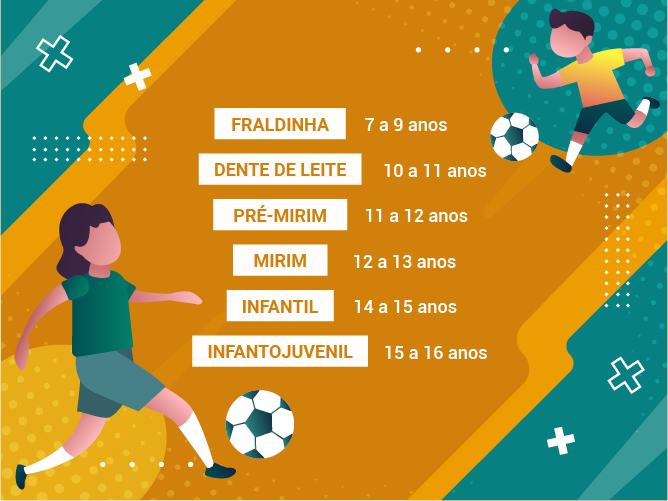 FRALDINHA 7 a 9 anos
DENTE DE LEITE 10 a 11 anos
PRÉ-MIRIM 11 a 12 anos
MIRIM 12 a 13 anos
INFANTIL 14 a 15 anos
INFANTOJUVENIL 15 a 16 anos